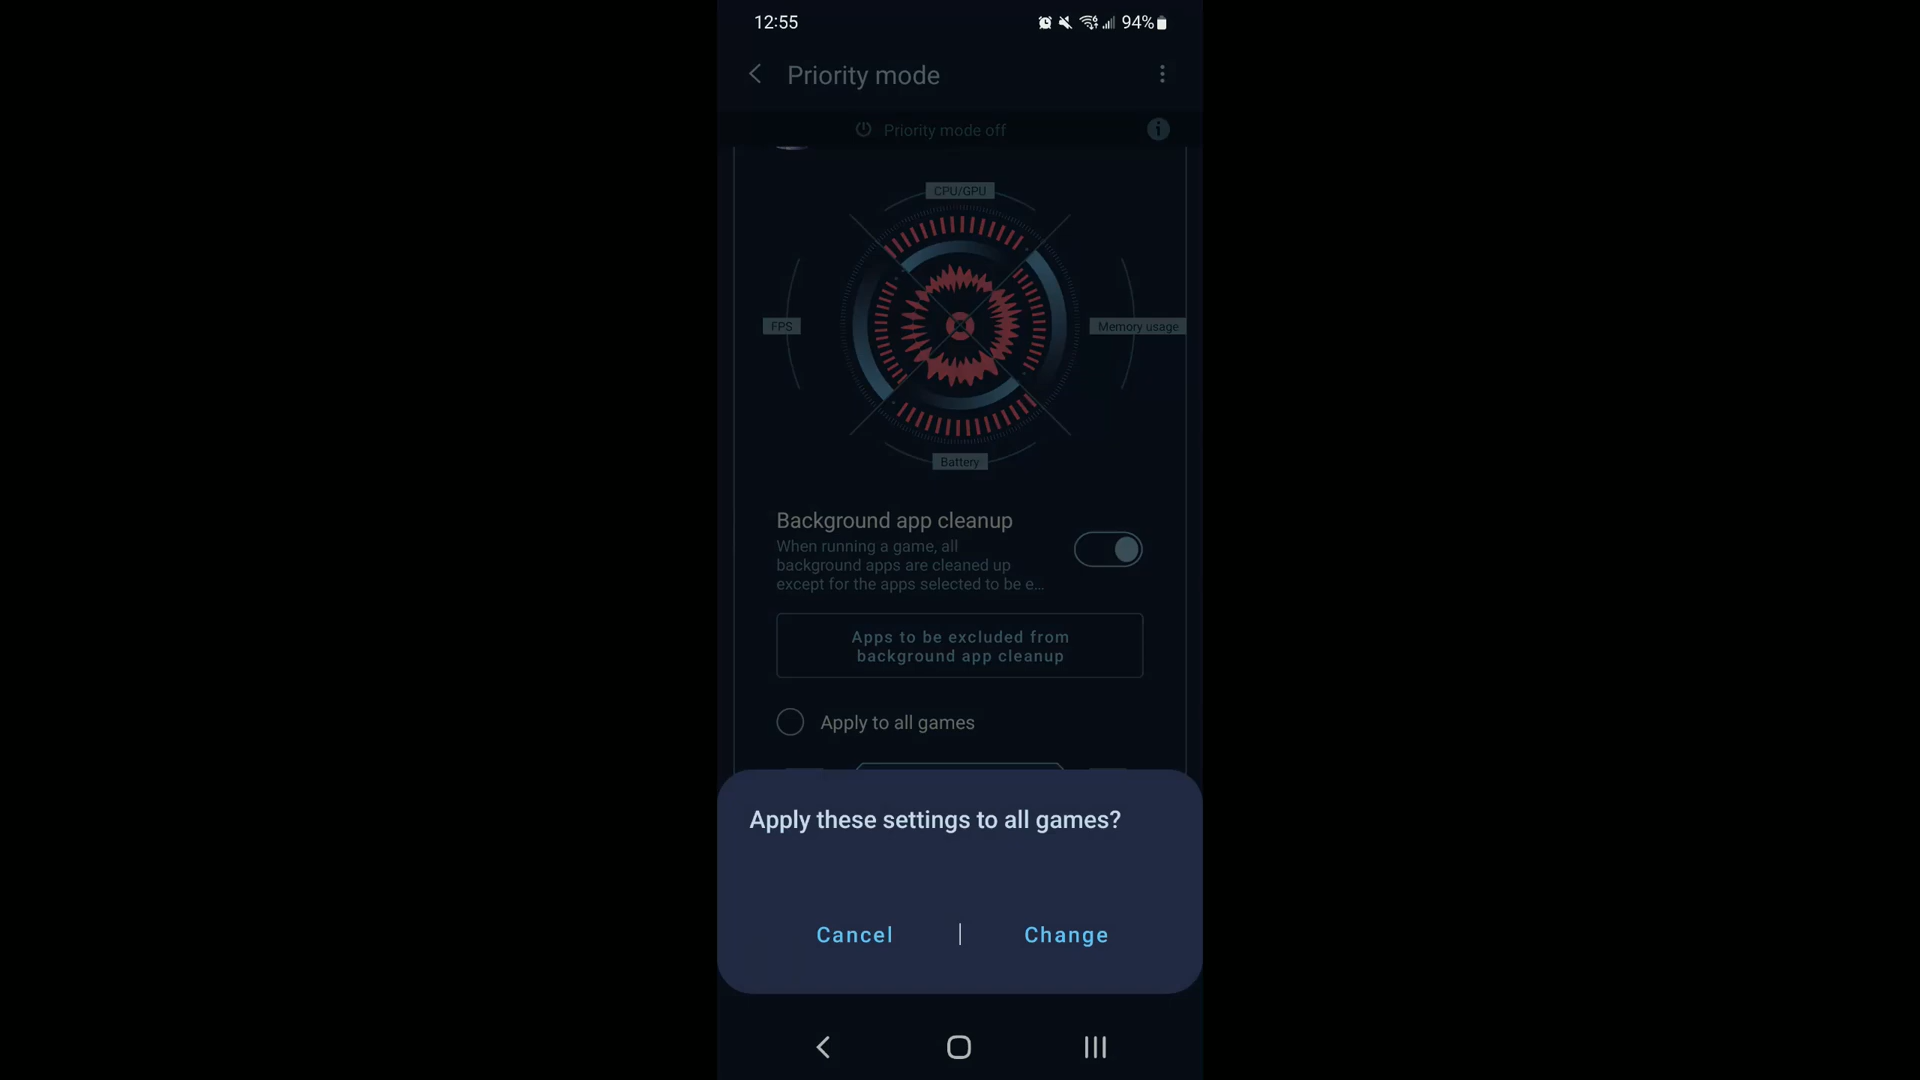 12:55
94%
Priority mode
Priority mode off
CPU/GPU
FPS
Memory usage
Battery
Background app cleanup
When running a game, all
background apps are cleaned up
except for the apps selected to be e...
Apps to be excluded from
background app cleanup
Apply to all games
Apply these settings to all games?
Cancel | Change